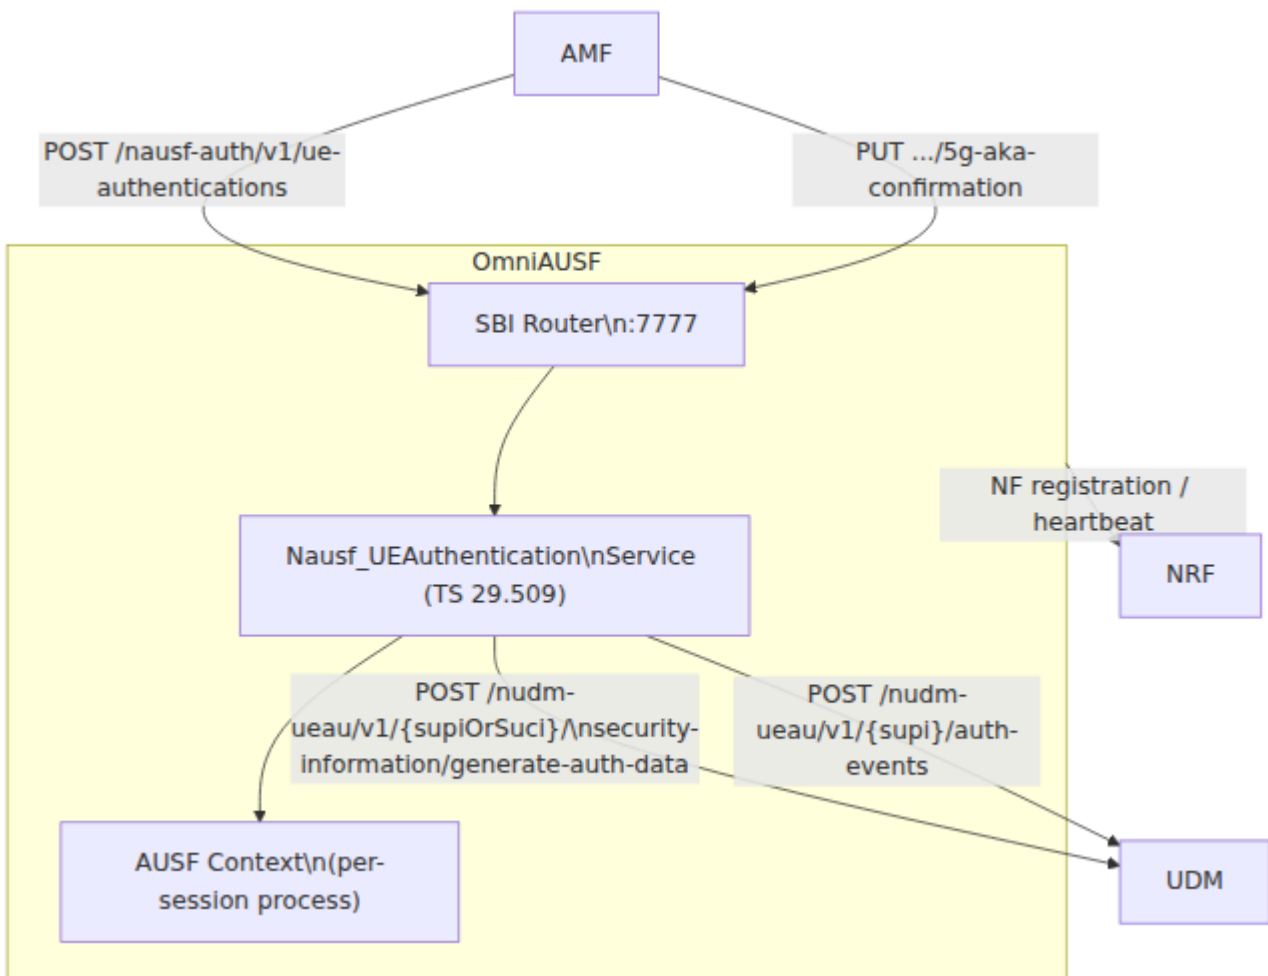 AMF
POST /nausf-auth/v1/ue-
authentications
PUT .../5g-aka-
confirmation
OmniAUSF
SBI Router\n:7777
NF registration /
heartbeat
Nausf_UEAuthentication\nService
(TS 29.509)
NRF
POST /nudm-
ueau/v1/{supiOrSuci}/\nsecurity-
information/generate-auth-data
POST /nudm-
ueau/v1/{supi}/auth-
events
AUSF Context\n(per-
session process)
UDM